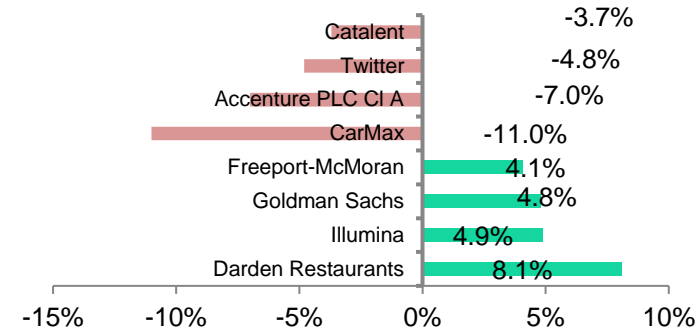 Catalent -3.7%
Twitter -4.8%
Accenture PLC Cl A -7.0%
CarMax -11.0%
Freeport-McMoran 4.1%
Goldman Sachs 4.8%
Illumina 4.9%
Darden Restaurants 8.1%
-15% -10% -5% 0% 5% 10%